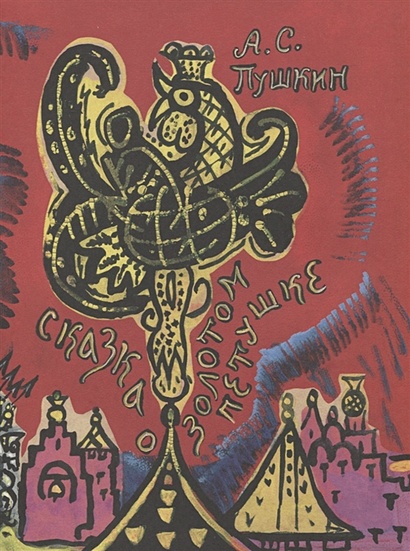 А.С.
Пушкин
Сказка
о
золотом
петушке